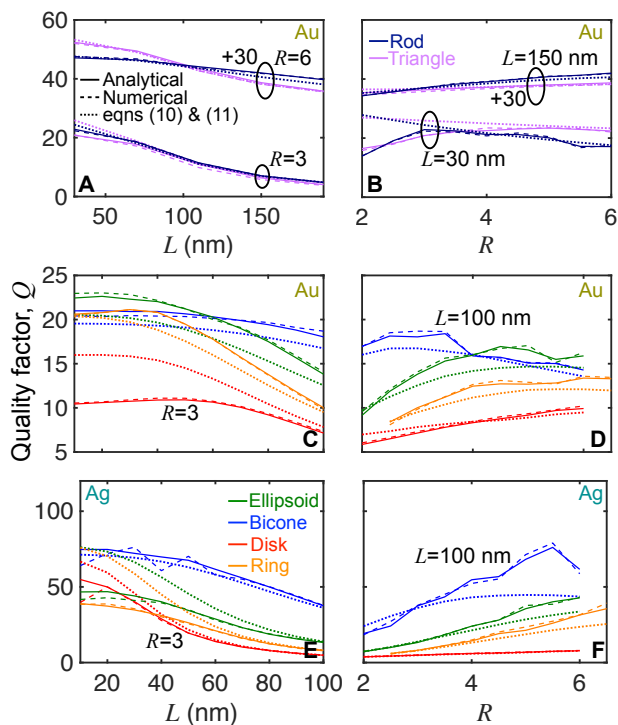 60
40
20
0
Au
+30
R=6
Analytical
Numerical
eqns (10) & (11)
R=3
A
50
100
150
L (nm)
Au
Rod
Triangle
L=150 nm
+30
L=30 nm
B
2
4
6
R
Quality factor, Q
25
20
15
10
5
Au
R=3
C
Au
L=100 nm
D
100
50
0
Ag
Ellipsoid
Bicone
Disk
Ring
R=3
E
20
40
60
80
100
L (nm)
Ag
L=100 nm
F
2
4
6
R